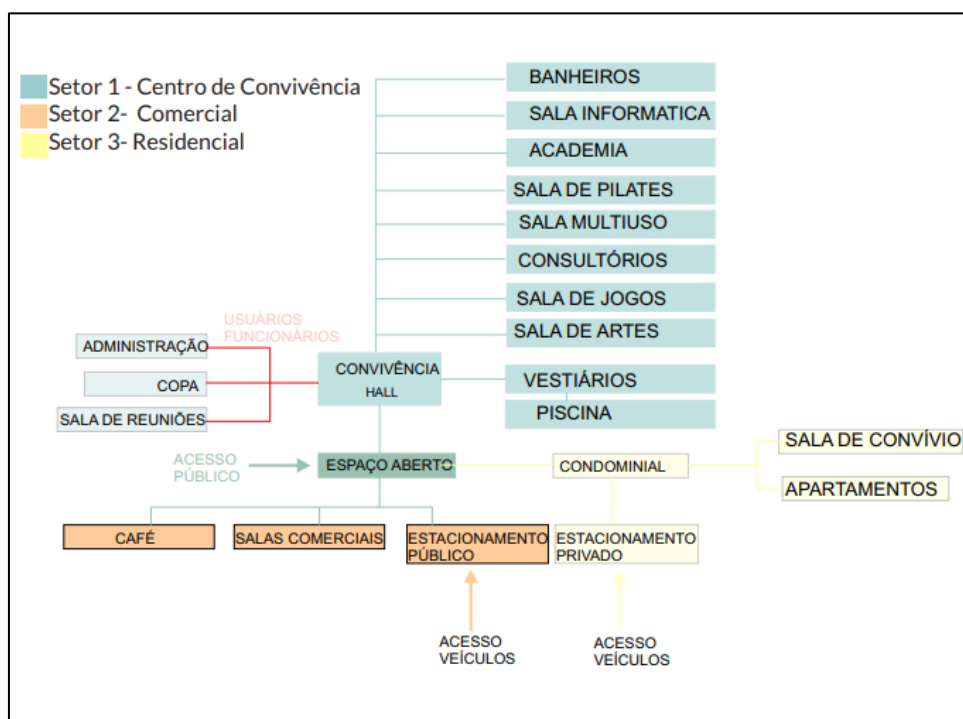 Setor 1 - Centro de Convivência
Setor 2- Comercial
Setor 3- Residencial
BANHEIROS
SALA INFORMATICA
ACADEMIA
SALA DE PILATES
SALA MULTIUSO
CONSULTÓRIOS
SALA DE JOGOS
SALA DE ARTES
USUÁRIOS
FUNCIONÁRIOS
ADMINISTRAÇÃO
COPA
SALA DE REUNIÕES
CONVIVÊNCIA
HALL
VESTIÁRIOS
PISCINA
ACESSO
PÚBLICO
ESPAÇO ABERTO
CONDOMINIAL
SALA DE CONVÍVIO
APARTAMENTOS
CAFÉ
SALAS COMERCIAIS
ESTACIONAMENTO
PÚBLICO
ESTACIONAMENTO
PRIVADO
ACESSO
VEÍCULOS
ACESSO
VEÍCULOS